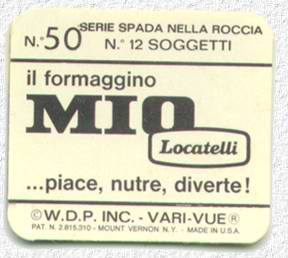 SERIE SPADA NELLA ROCCIA
N.º 50 N.º 12 SOGGETTI
il formaggino
MIO
Locatelli
...piace, nutre, diverte!
©W.D.P. INC. - VARI-VUE®
PAT. N. 2.815.310 - MOUNT VERNON N.Y. - MADE IN U.S.A.